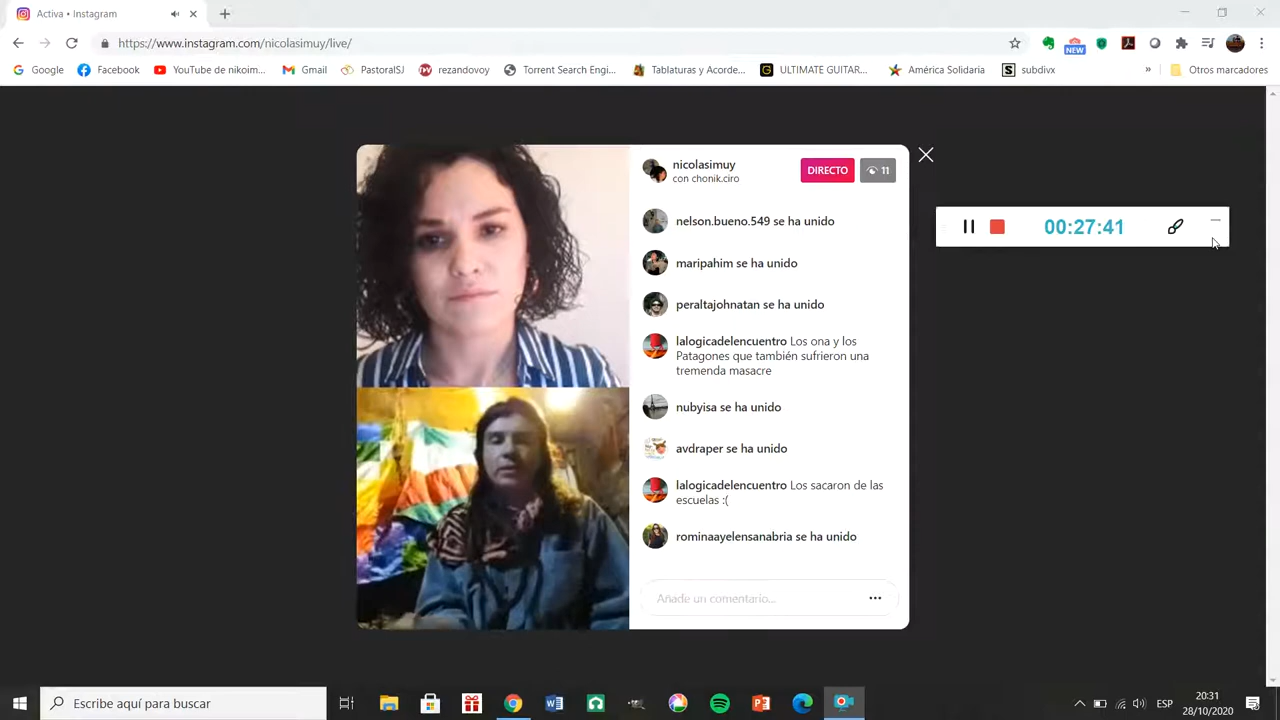 Activa • Instagram
https://www.instagram.com/nicolasimuy/live/
NEW
Google
Facebook
YouTube de nikoim...
Gmail
PastoralSJ
rezandovoy
Torrent Search Engi...
Tablaturas y Acorde...
ULTIMATE GUITAR...
América Solidaria
S
subdivx
»
Otros marcadores
nicolasimuy
con chonik.ciro
DIRECTO
11
00:27:41
nelson.bueno.549 se ha unido
maripahim se ha unido
peraltajohnatan se ha unido
lalogicadelencuentro Los ona y los
Patagones que también sufrieron una
tremenda masacre
nubyisa se ha unido
avdraper se ha unido
lalogicadelencuentro Los sacaron de las
escuelas :(
rominaayelensanabria se ha unido
Añade un comentario...
Escribe aquí para buscar
ESP
20:31
28/10/2020